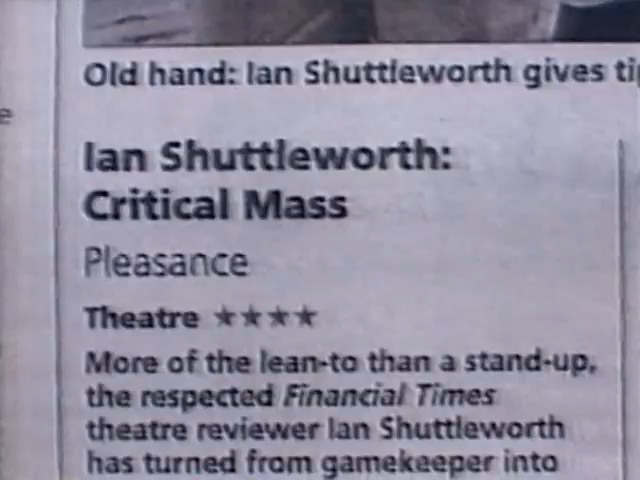 Old hand: Ian Shuttleworth gives
Ian Shuttleworth:
Critical Mass
Pleasance
Theatre ★★★★
More of the lean-to than a stand-up,
the respected Financial Times
theatre reviewer Ian Shuttleworth
has turned from gamekeeper into